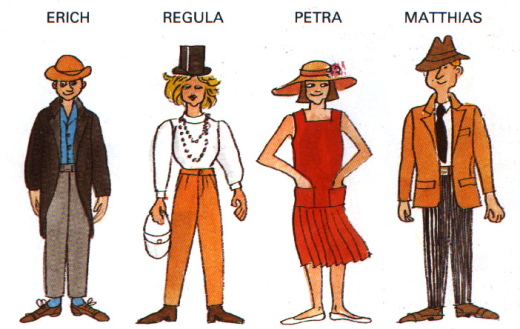 ERICH REGULA PETRA MATTHIAS